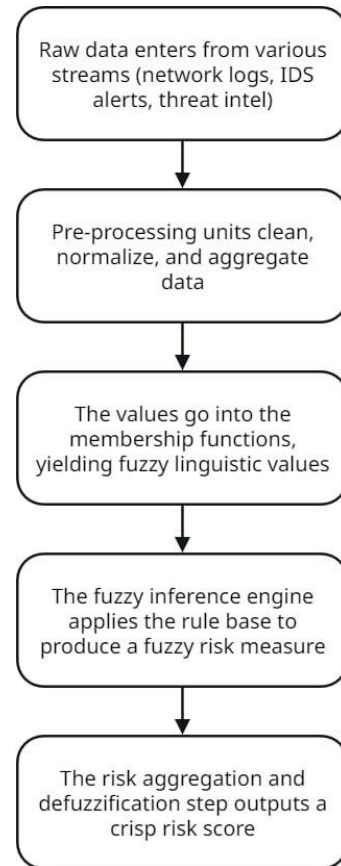 Raw data enters from various
streams (network logs, IDS
alerts, threat intel)
Pre-processing units clean,
normalize, and aggregate
data
The values go into the
membership functions,
yielding fuzzy linguistic values
The fuzzy inference engine
applies the rule base to
produce a fuzzy risk measure
The risk aggregation and
defuzzification step outputs a
crisp risk score